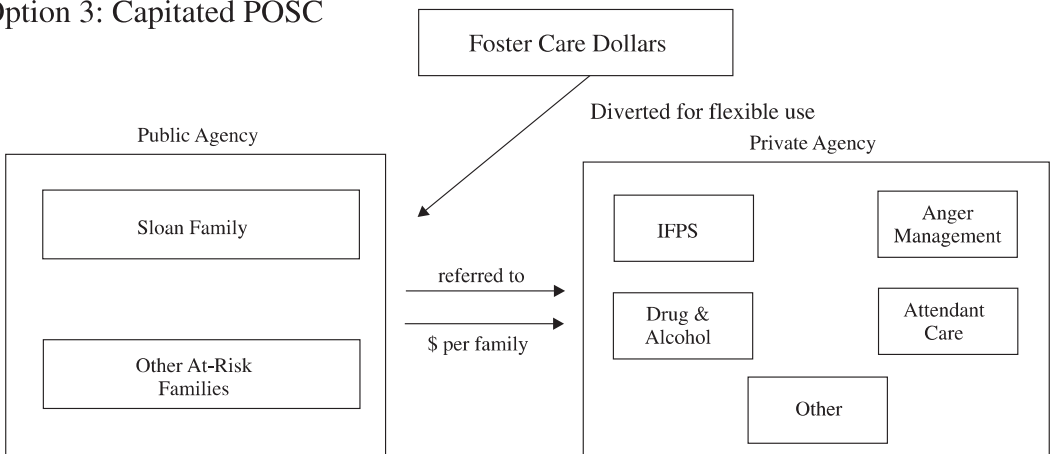 Option 3: Capitated POSC
Foster Care Dollars
Diverted for flexible use
Public Agency
Sloan Family
Other At-Risk
Families
referred to
$ per family
Private Agency
IFPS
Anger
Management
Drug &
Alcohol
Attendant
Care
Other